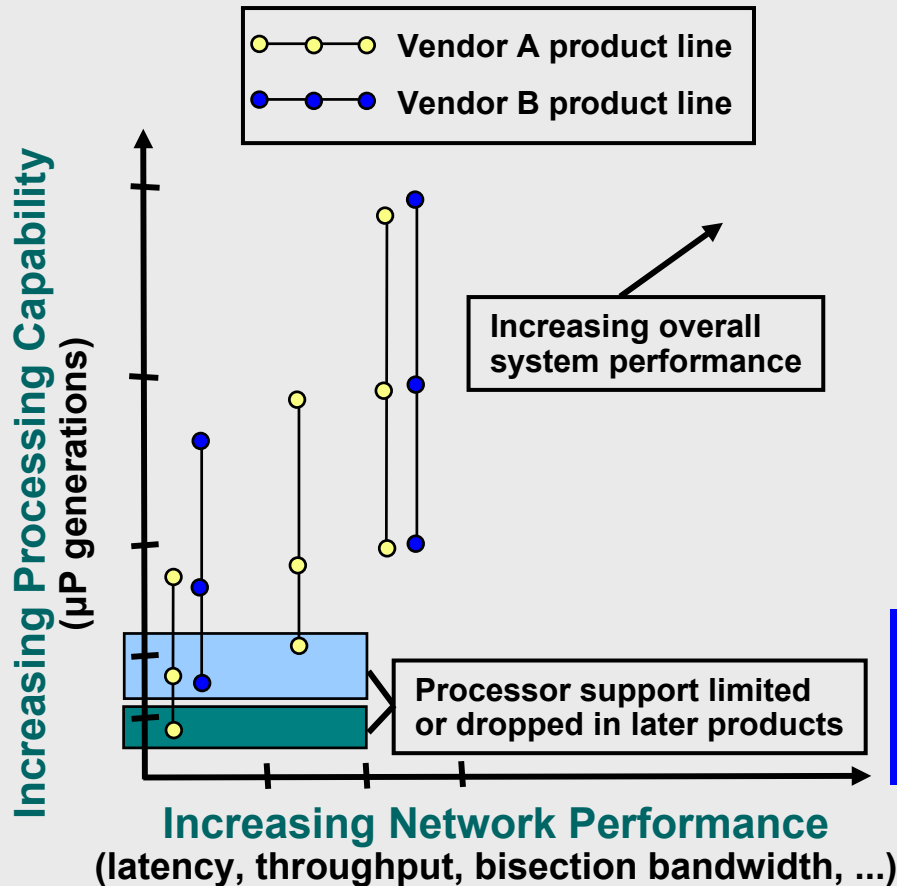 Vendor A product line
Vendor B product line
Increasing Processing Capability
(µP generations)
Increasing overall
system performance
Processor support limited
or dropped in later products
Increasing Network Performance
(latency, throughput, bisection bandwidth, ...)